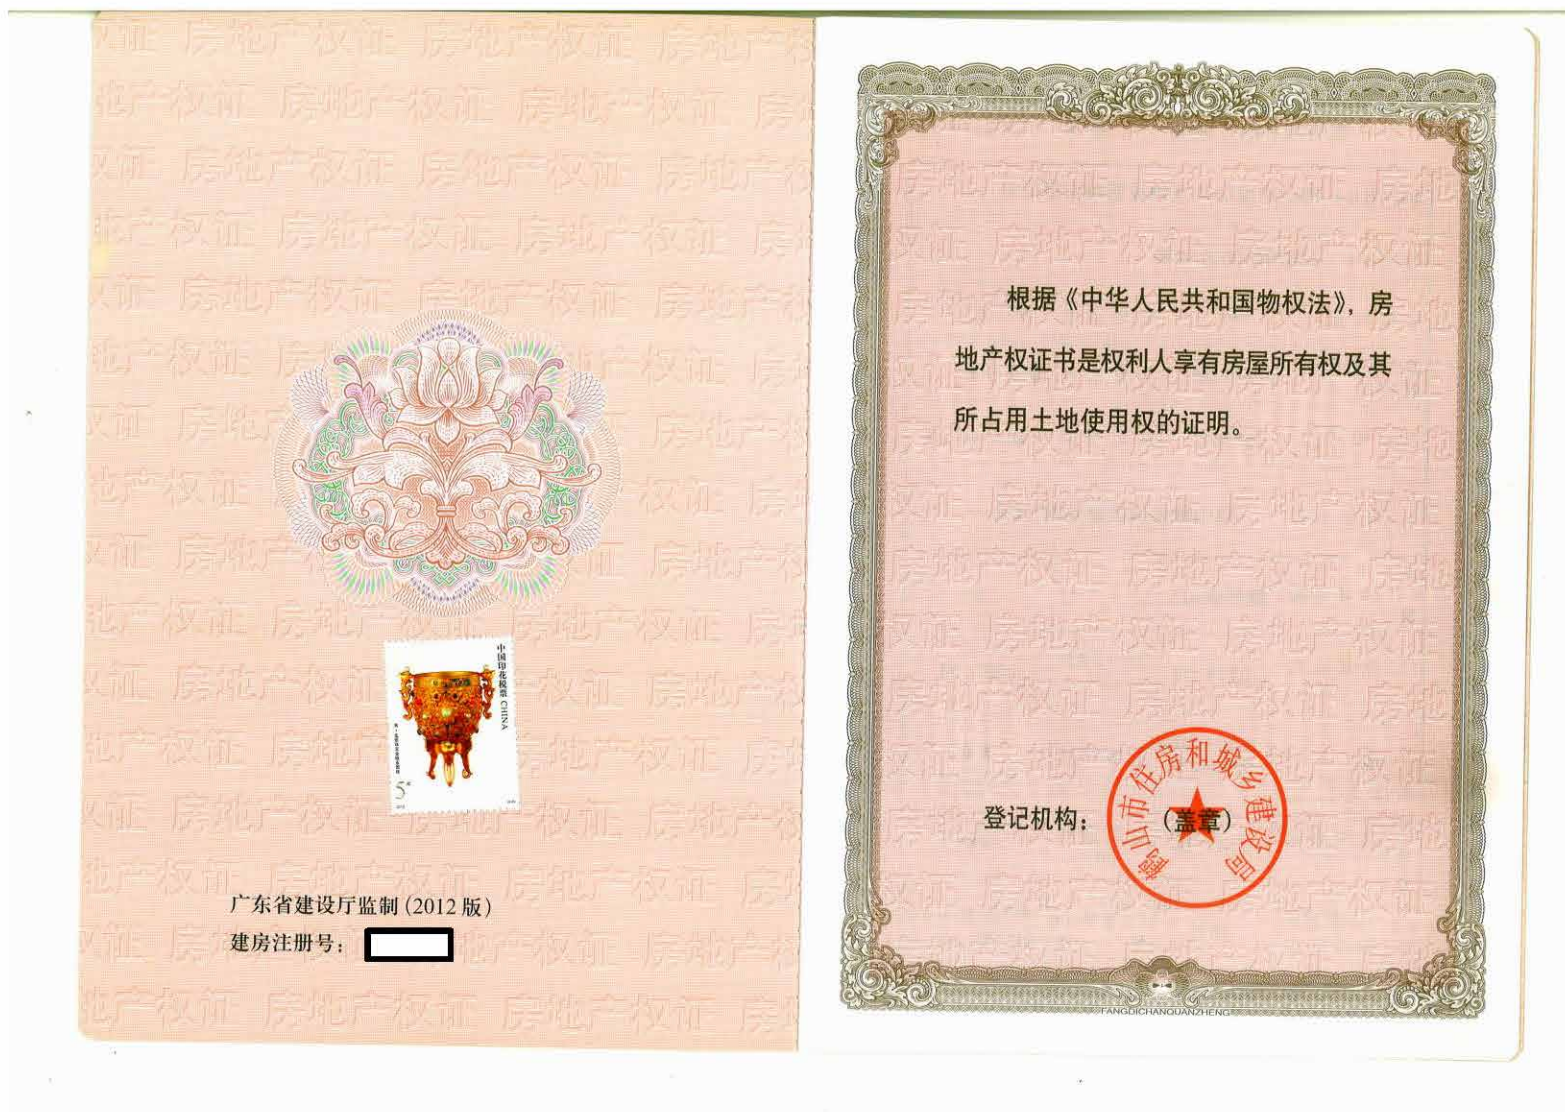 中国印花税票 CHINA
5
广东省建设厅监制(2012版)
建房注册号：
根据《中华人民共和国物权法》，房
地产权证书是权利人享有房屋所有权及其
所占用土地使用权的证明。
登记机构：
(盖章)
鹤山市住房和城乡建设局
FANGDICHANQUANZHENG
房地产权证